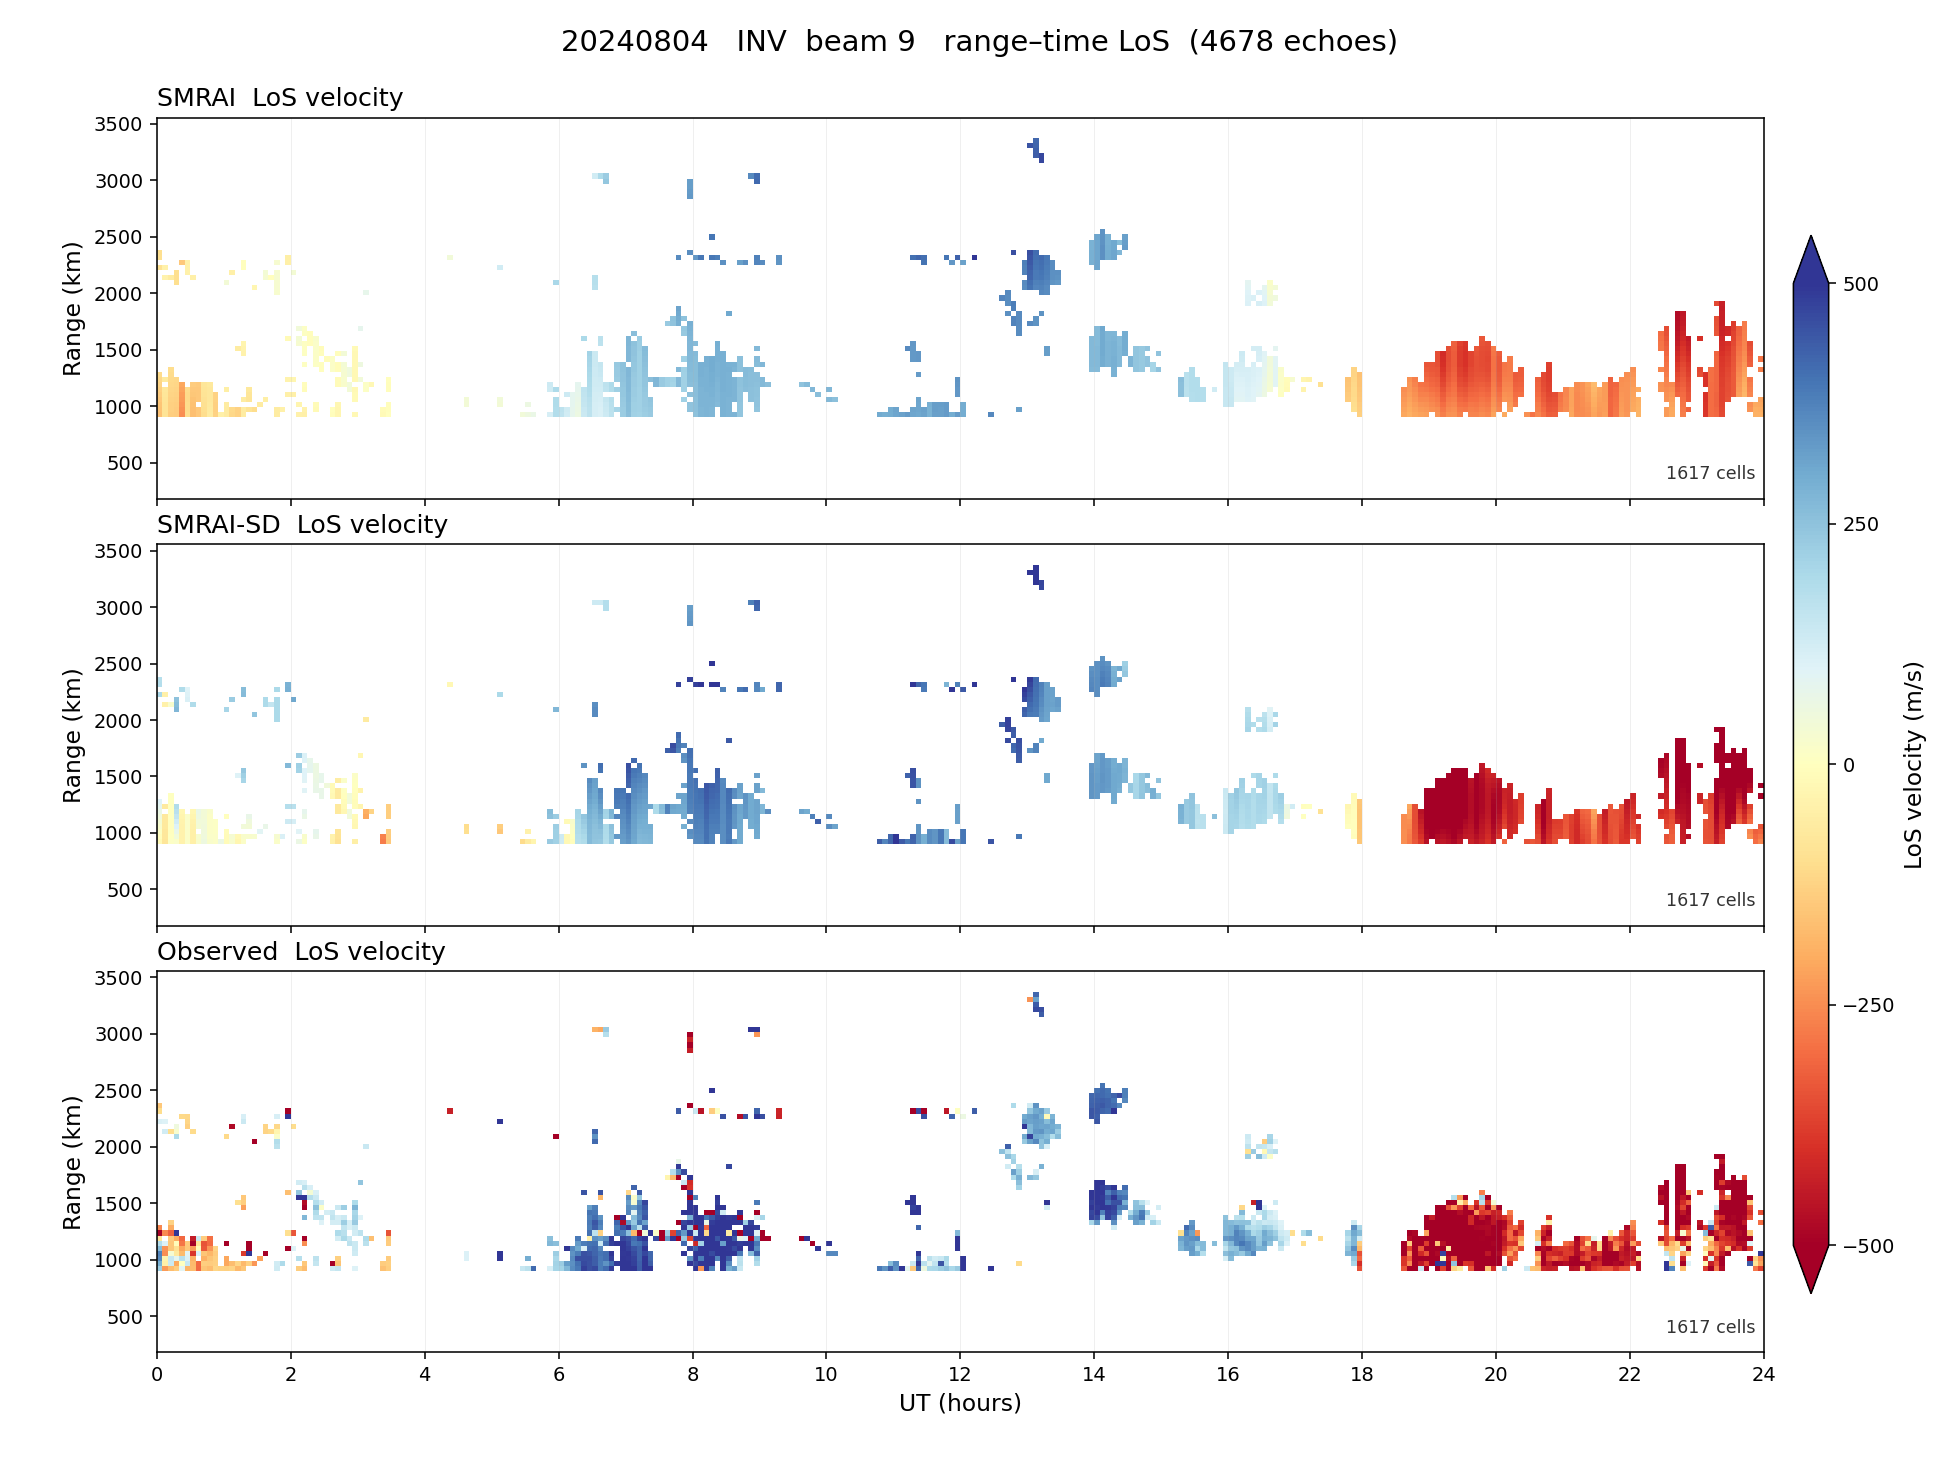 20240804   INV  beam 9   range–time LoS  (4678 echoes)
SMRAI  LoS velocity
3500
3000
2500
2000
1500
1000
500
Range (km)
1617 cells
SMRAI-SD  LoS velocity
3500
3000
2500
2000
1500
1000
500
Range (km)
1617 cells
Observed  LoS velocity
3500
3000
2500
2000
1500
1000
500
Range (km)
1617 cells
0 2 4 6 8 10 12 14 16 18 20 22 24
UT (hours)
500
250
0
−250
−500
LoS velocity (m/s)